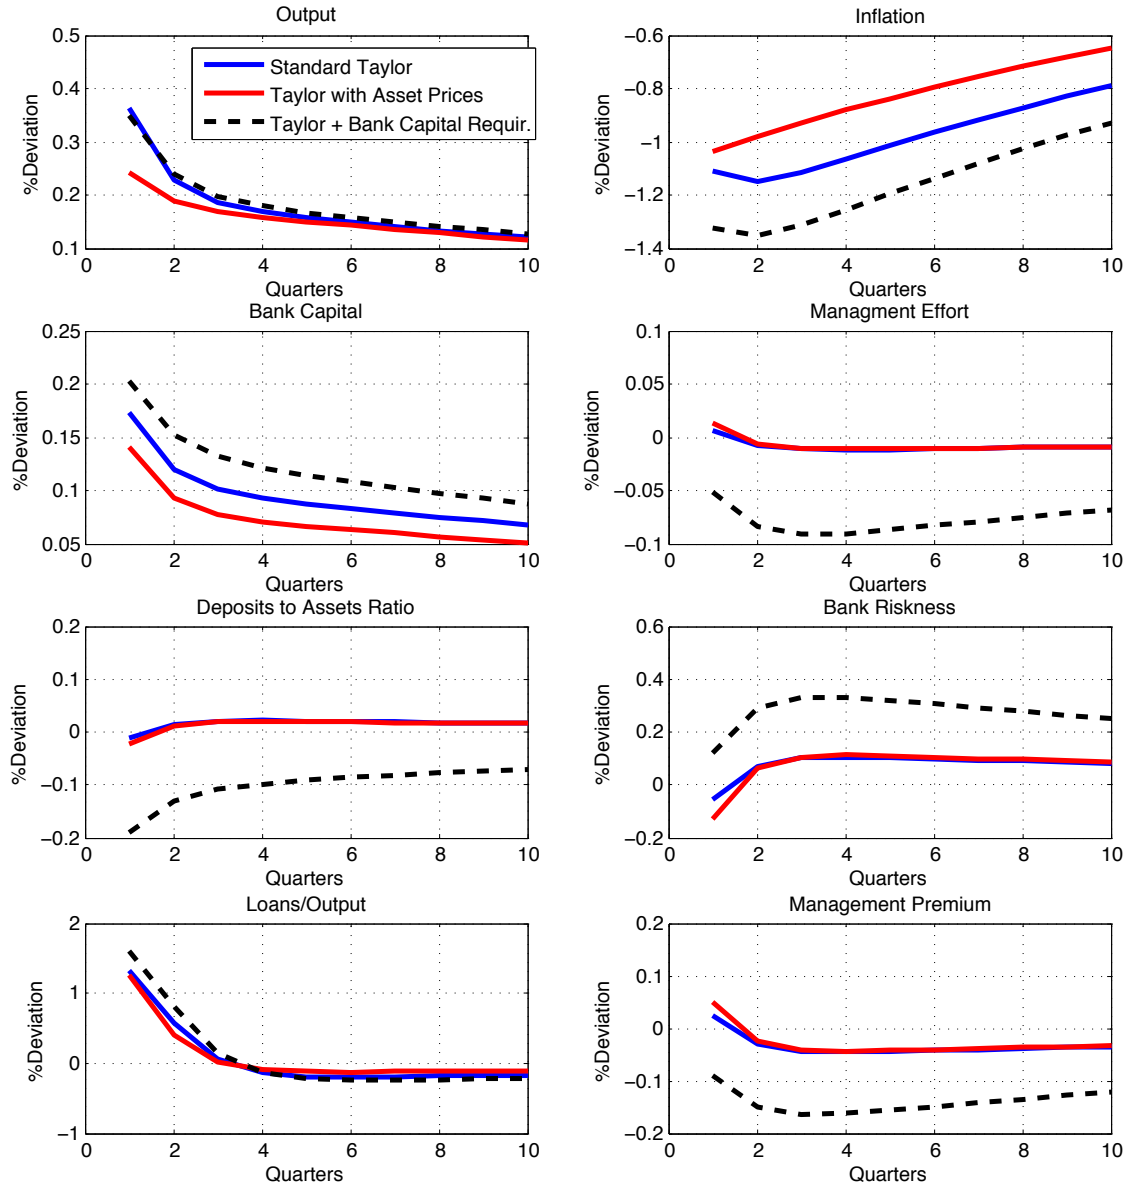 Output
0.5
0.4
0.3
0.2
0.1
%Deviation
0 2 4 6 8 10
Quarters
Standard Taylor
Taylor with Asset Prices
Taylor + Bank Capital Requir.
Inflation
−0.6
−0.8
−1
−1.2
−1.4
%Deviation
0 2 4 6 8 10
Quarters
Bank Capital
0.25
0.2
0.15
0.1
0.05
%Deviation
0 2 4 6 8 10
Quarters
Managment Effort
0.1
0.05
0
−0.05
−0.1
%Deviation
0 2 4 6 8 10
Quarters
Deposits to Assets Ratio
0.2
0.1
0
−0.1
−0.2
%Deviation
0 2 4 6 8 10
Quarters
Bank Riskness
0.6
0.4
0.2
0
−0.2
%Deviation
0 2 4 6 8 10
Quarters
Loans/Output
2
1
0
−1
%Deviation
0 2 4 6 8 10
Quarters
Management Premium
0.2
0.1
0
−0.1
−0.2
%Deviation
0 2 4 6 8 10
Quarters